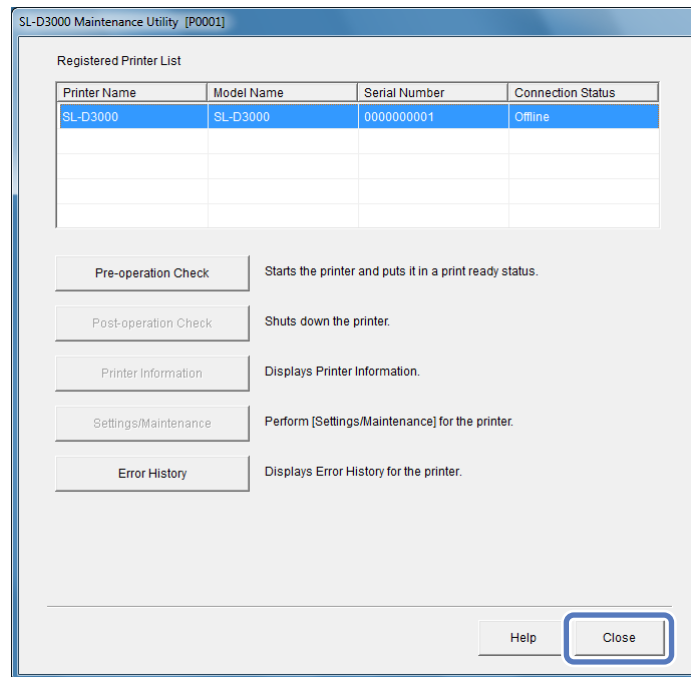 SL-D3000 Maintenance Utility [P0001]
Registered Printer List
Printer Name Model Name Serial Number Connection Status
SL-D3000 SL-D3000 0000000001 Offline
Pre-operation Check Starts the printer and puts it in a print ready status.
Post-operation Check Shuts down the printer.
Printer Information Displays Printer Information.
Settings/Maintenance Perform [Settings/Maintenance] for the printer.
Error History Displays Error History for the printer.
Help Close